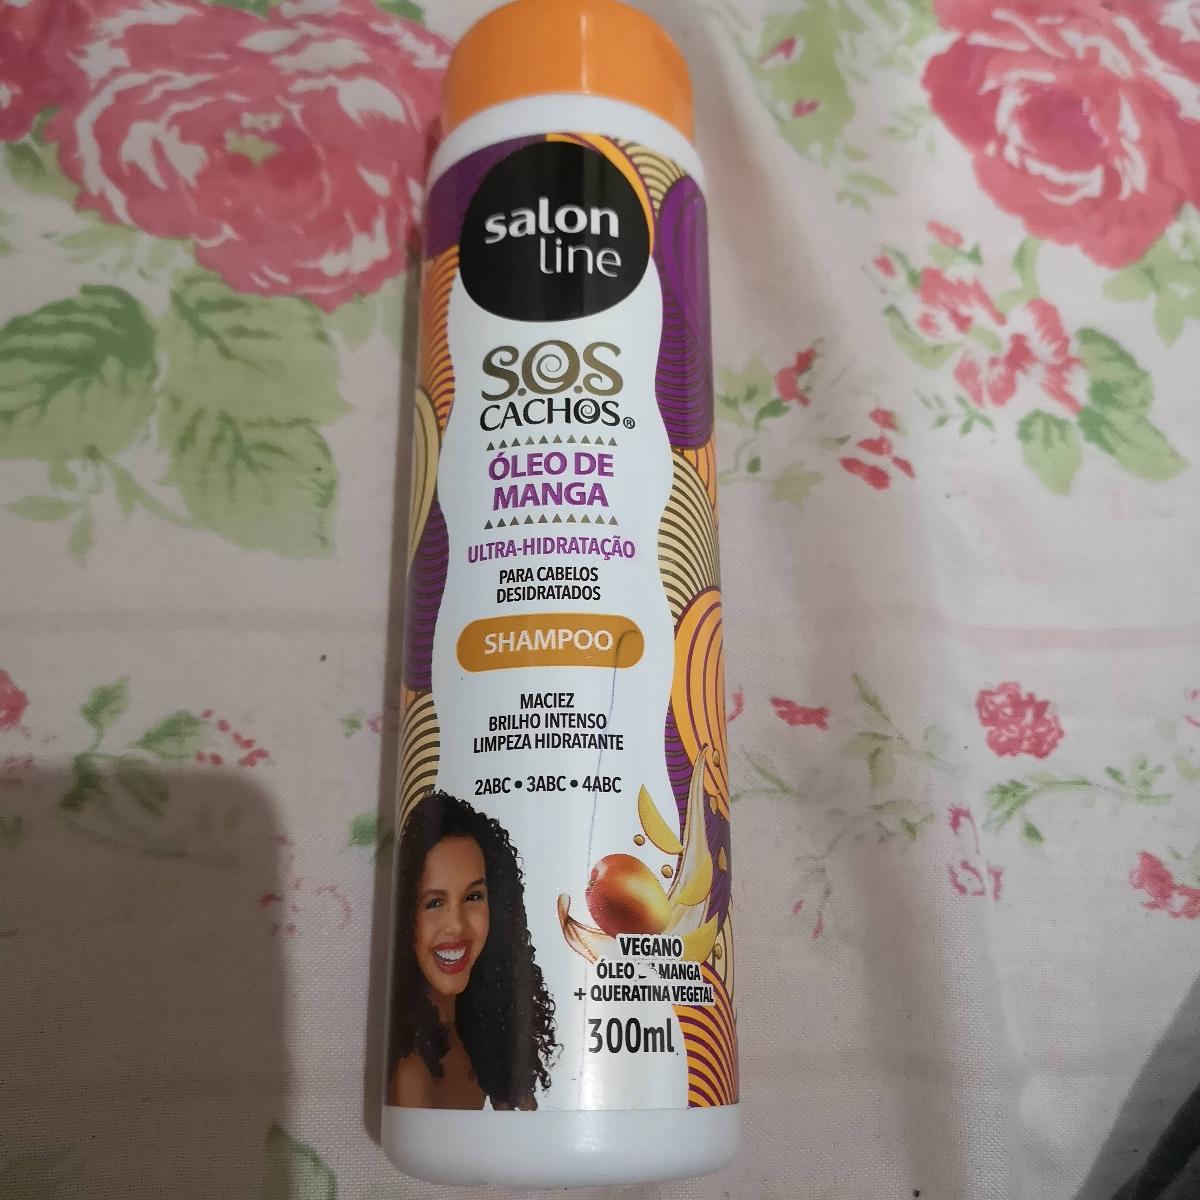 salon
line
S.O.S
CACHOS®
ÓLEO DE
MANGA
ULTRA-HIDRATAÇÃO
PARA CABELOS
DESIDRATADOS
SHAMPOO
MACIEZ
BRILHO INTENSO
LIMPEZA HIDRATANTE
2ABC • 3ABC • 4ABC
VEGANO
ÓLEO MANGA
+ QUERATINA VEGETAL
300ml